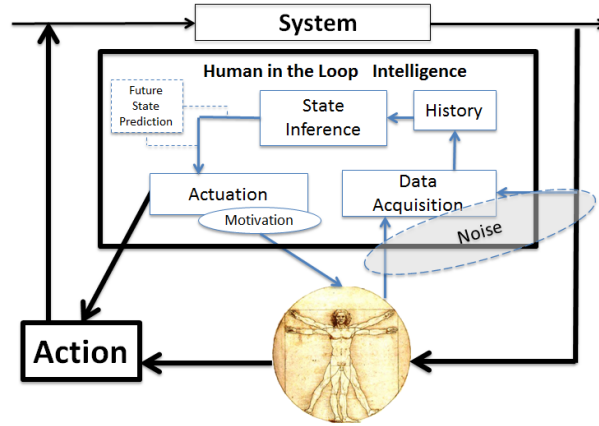 System
Human in the Loop Intelligence
Future
State
Prediction
State
Inference
History
Actuation
Motivation
Data
Acquisition
Noise
Action